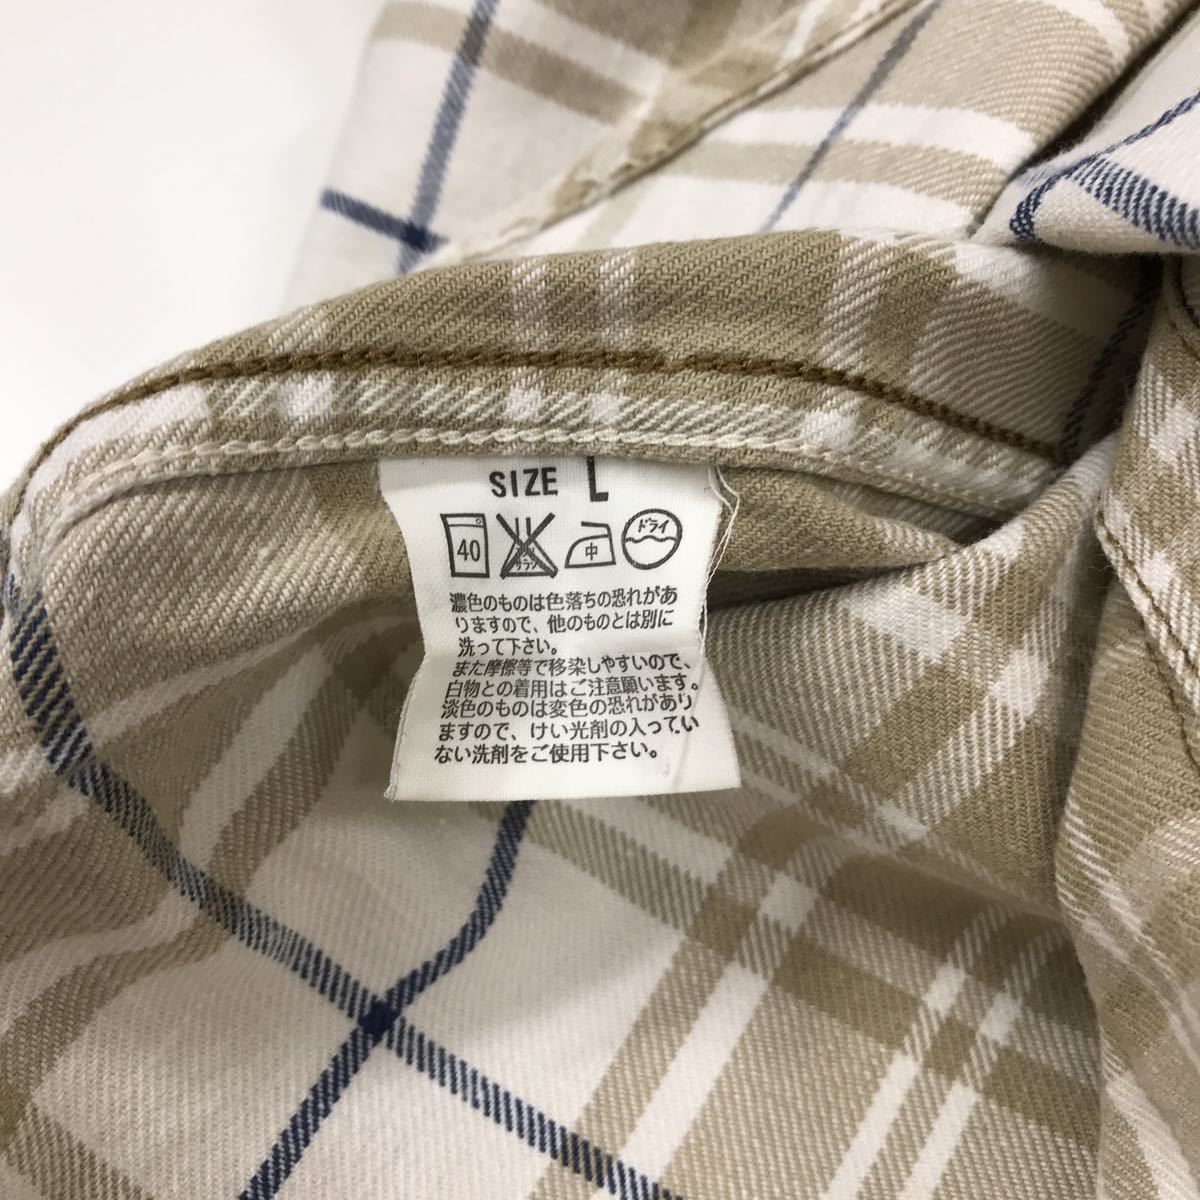 SIZE L
40 サラシ 中 ドライ
濃色のものは色落ちの恐れがあ
りますので、他のものとは別に
洗って下さい。
また摩擦等で移染しやすいので、
白物との着用はご注意願います。
淡色のものは変色の恐れがあり
ますので、けい光剤の入ってい
ない洗剤をご使用下さい。